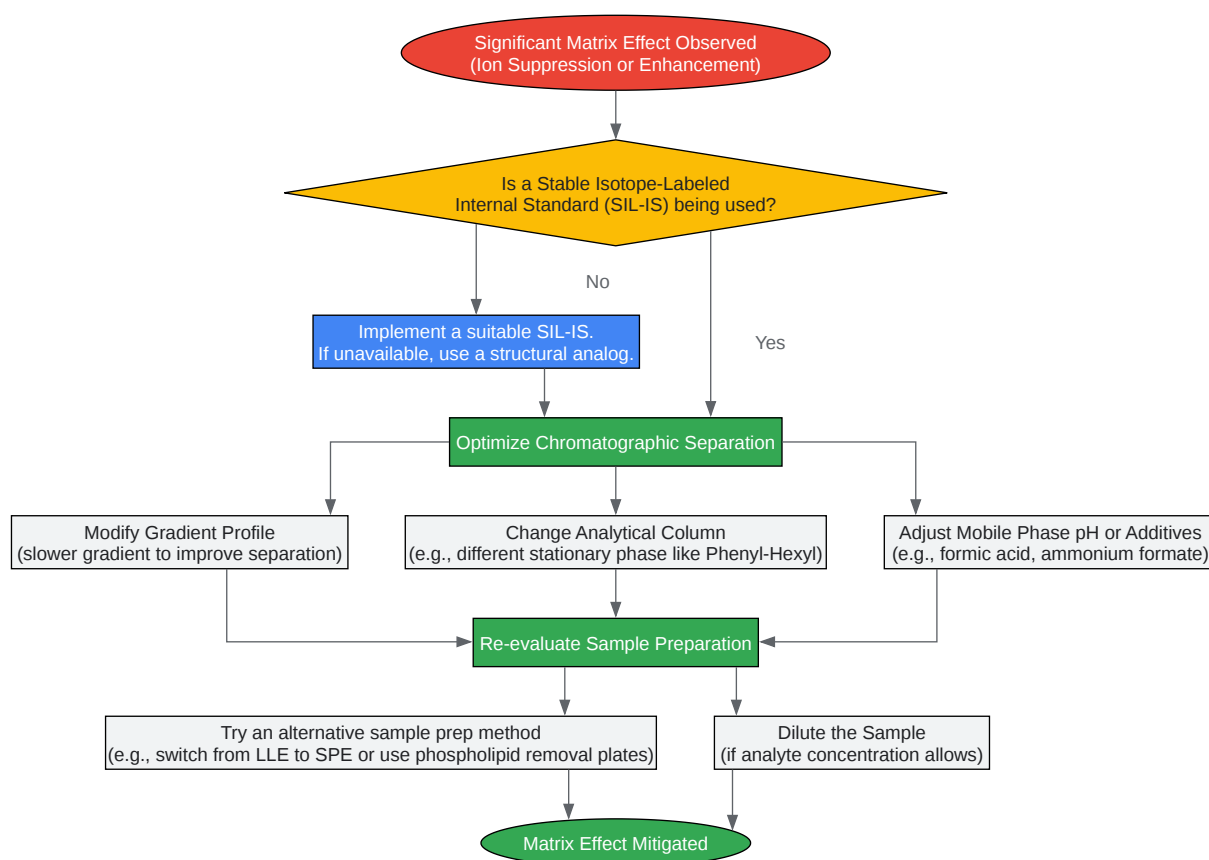 Significant Matrix Effect Observed
(Ion Suppression or Enhancement)
Is a Stable Isotope-Labeled
Internal Standard (SIL-IS) being used?
No
Implement a suitable SIL-IS.
If unavailable, use a structural analog.
Yes
Optimize Chromatographic Separation
Modify Gradient Profile
(slower gradient to improve separation)
Change Analytical Column
(e.g., different stationary phase like Phenyl-Hexyl)
Adjust Mobile Phase pH or Additives
(e.g., formic acid, ammonium formate)
Re-evaluate Sample Preparation
Try an alternative sample prep method
(e.g., switch from LLE to SPE or use phospholipid removal plates)
Dilute the Sample
(if analyte concentration allows)
Matrix Effect Mitigated